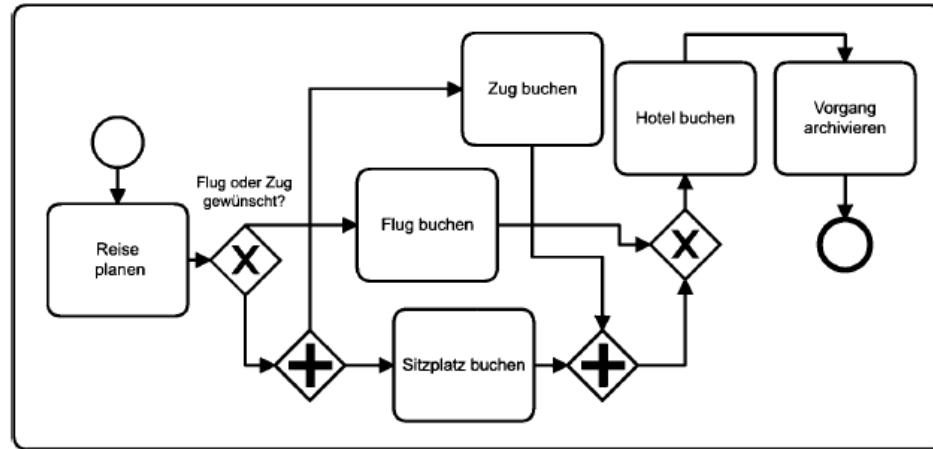 Zug buchen
Hotel buchen
Vorgang
archivieren
Flug oder Zug
gewünscht?
Reise
planen
Flug buchen
Sitzplatz buchen